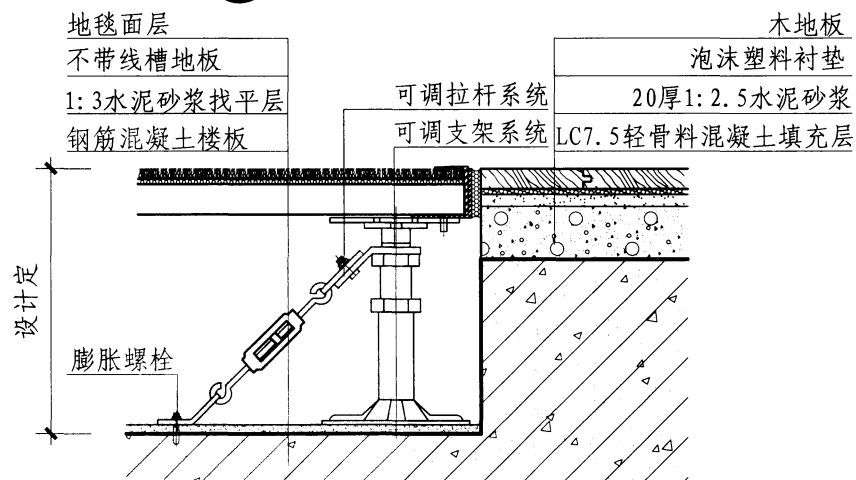 地毯面层
不带线槽地板
1:3水泥砂浆找平层
钢筋混凝土楼板
可调拉杆系统
可调支架系统
木地板
泡沫塑料衬垫
20厚1:2.5水泥砂浆
LC7.5轻骨料混凝土填充层
设计定
膨胀螺栓